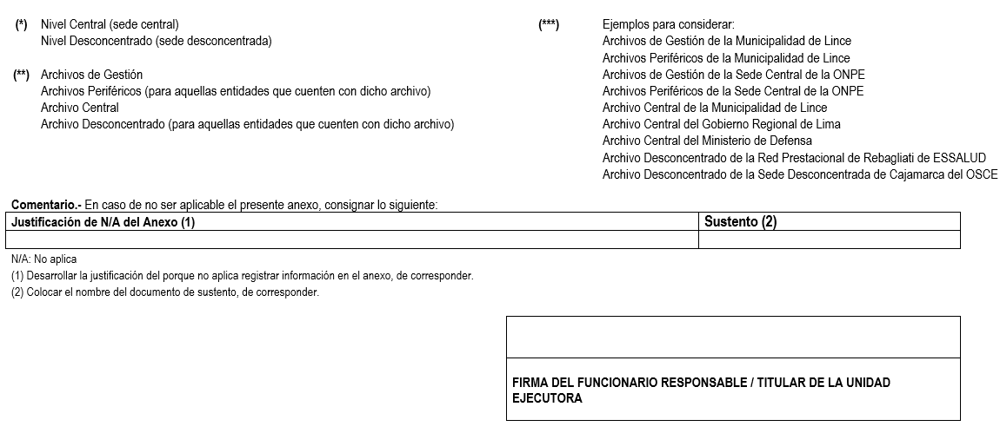 (*) Nivel Central (sede central)
Nivel Desconcentrado (sede desconcentrada)
(**) Archivos de Gestión
Archivos Periféricos (para aquellas entidades que cuenten con dicho archivo)
Archivo Central
Archivo Desconcentrado (para aquellas entidades que cuenten con dicho archivo)
(***) Ejemplos para considerar:
Archivos de Gestión de la Municipalidad de Lince
Archivos Periféricos de la Municipalidad de Lince
Archivos de Gestión de la Sede Central de la ONPE
Archivos Periféricos de la Sede Central de la ONPE
Archivo Central de la Municipalidad de Lince
Archivo Central del Gobierno Regional de Lima
Archivo Central del Ministerio de Defensa
Archivo Desconcentrado de la Red Prestacional de Rebagliati de ESSALUD
Archivo Desconcentrado de la Sede Desconcentrada de Cajamarca del OSCE
Comentario.- En caso de no ser aplicable el presente anexo, consignar lo siguiente:
Justificación de N/A del Anexo (1) Sustento (2)
N/A: No aplica
(1) Desarrollar la justificación del porque no aplica registrar información en el anexo, de corresponder.
(2) Colocar el nombre del documento de sustento, de corresponder.
FIRMA DEL FUNCIONARIO RESPONSABLE / TITULAR DE LA UNIDAD
EJECUTORA